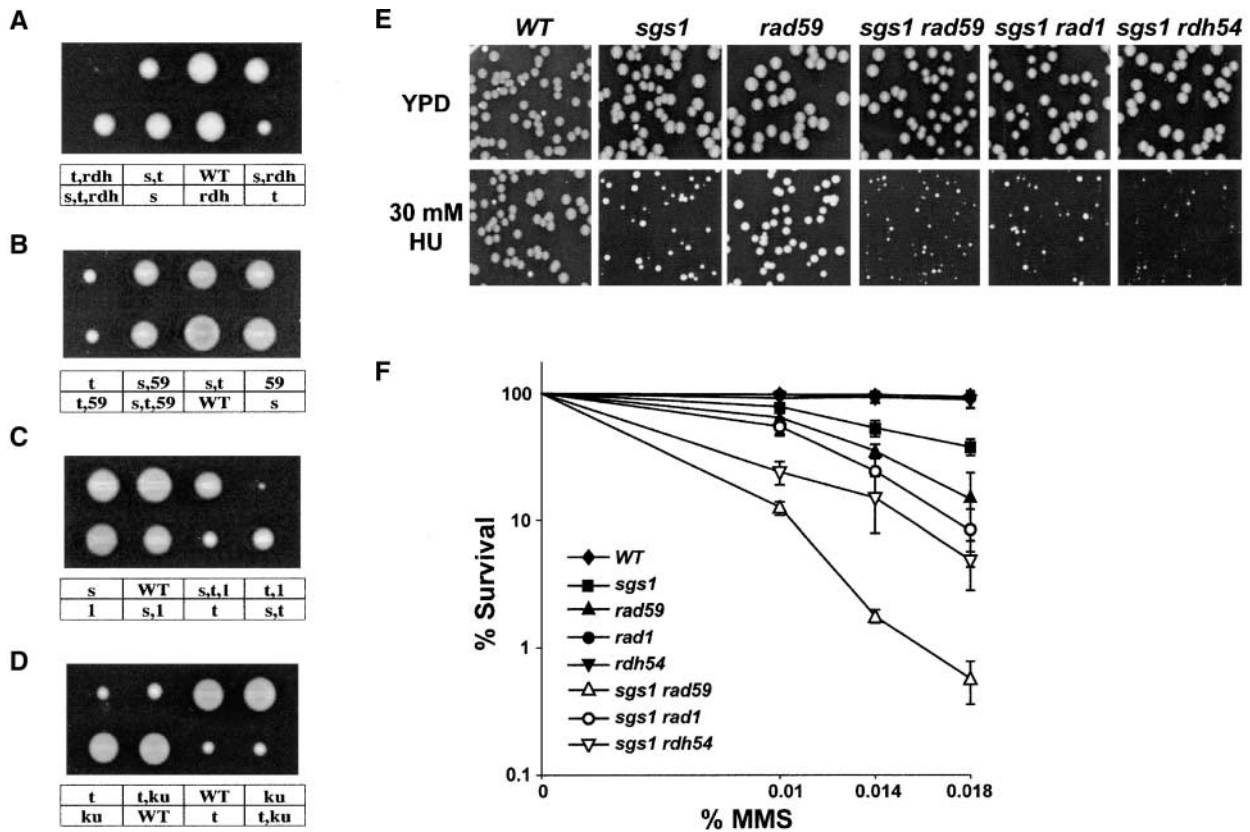 A
t,rdh s,t WT s,rdh
s,t,rdh s rdh t
B
t s,59 s,t 59
t,59 s,t,59 WT s
C
s WT s,t,1 t,1
1 s,1 t s,t
D
t t,ku WT ku
ku WT t t,ku
E
WT sgs1 rad59 sgs1 rad59 sgs1 rad1 sgs1 rdh54
YPD
30 mM
HU
F
% Survival
100
10
1
0.1
WT
sgs1
rad59
rad1
rdh54
sgs1 rad59
sgs1 rad1
sgs1 rdh54
0 0.01 0.014 0.018
% MMS